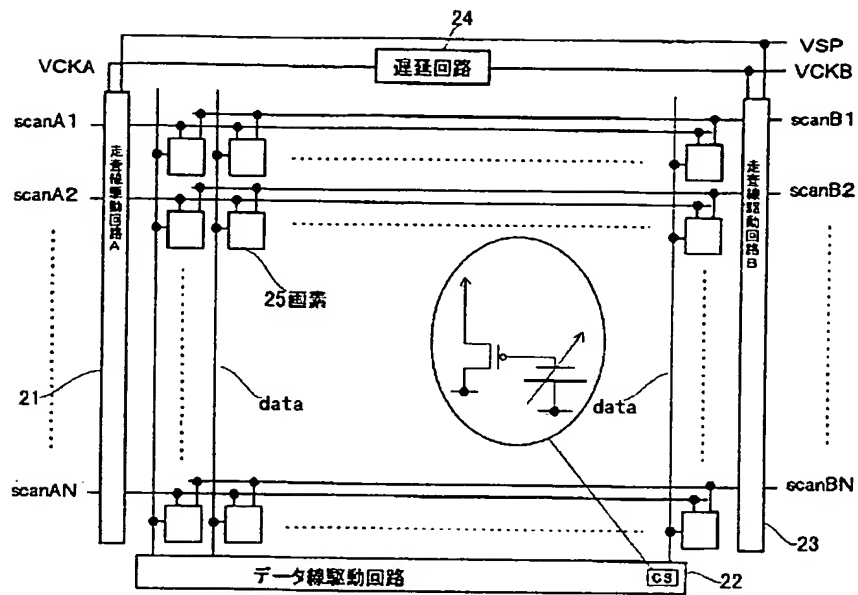 24
VSP
VCKA
遅延回路
VCKB
scanA1
scanB1
scanA2
scanB2
走査線駆動回路A
走査線駆動回路B
25画素
21
data
data
scanAN
scanBN
23
データ線駆動回路
CS
22